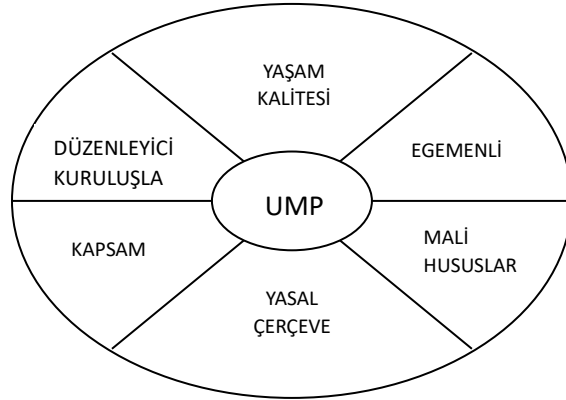 YAŞAM
KALİTESİ
DÜZENLEYİCİ
KURULUŞLA
EGEMENLİ
UMP
KAPSAM
MALİ
HUSUSLAR
YASAL
ÇERÇEVE